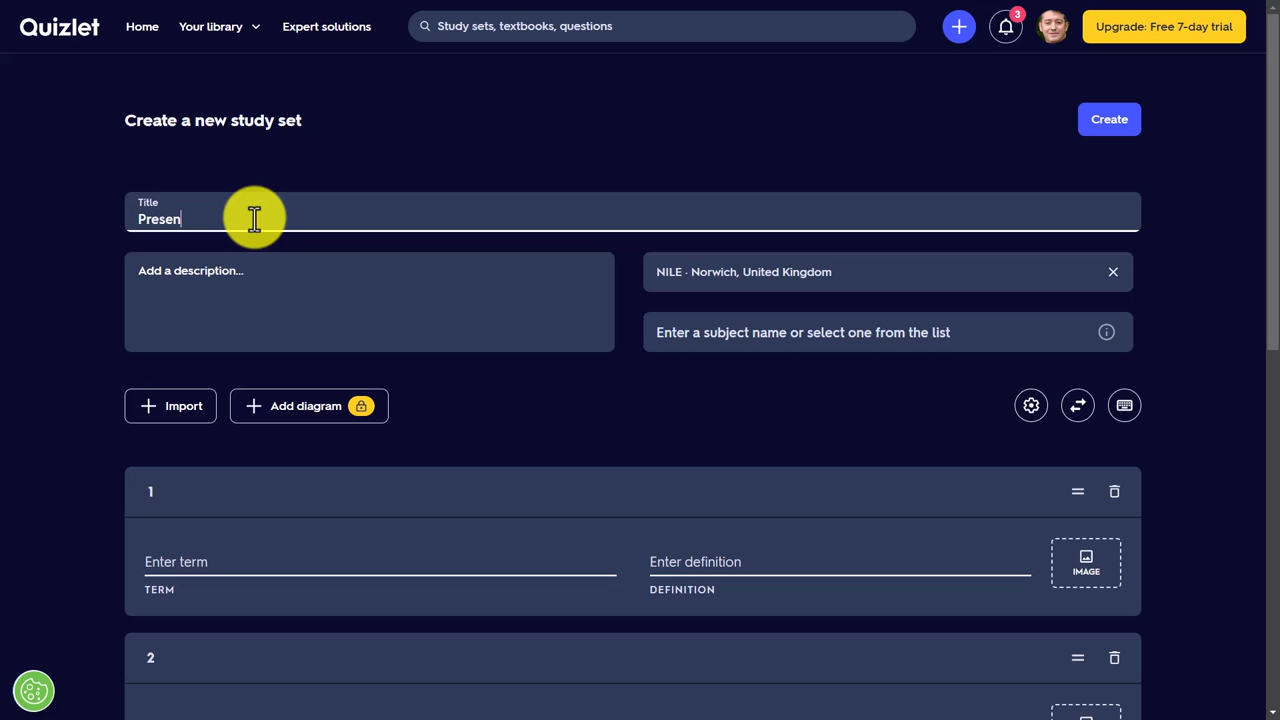 Quizlet
Home
Your library
Expert solutions
Study sets, textbooks, questions
3
Upgrade: Free 7-day trial
Create a new study set
Create
Title
Presen
Add a description...
NILE · Norwich, United Kingdom
Enter a subject name or select one from the list
Import
Add diagram
1
Enter term
Enter definition
IMAGE
TERM
DEFINITION
2